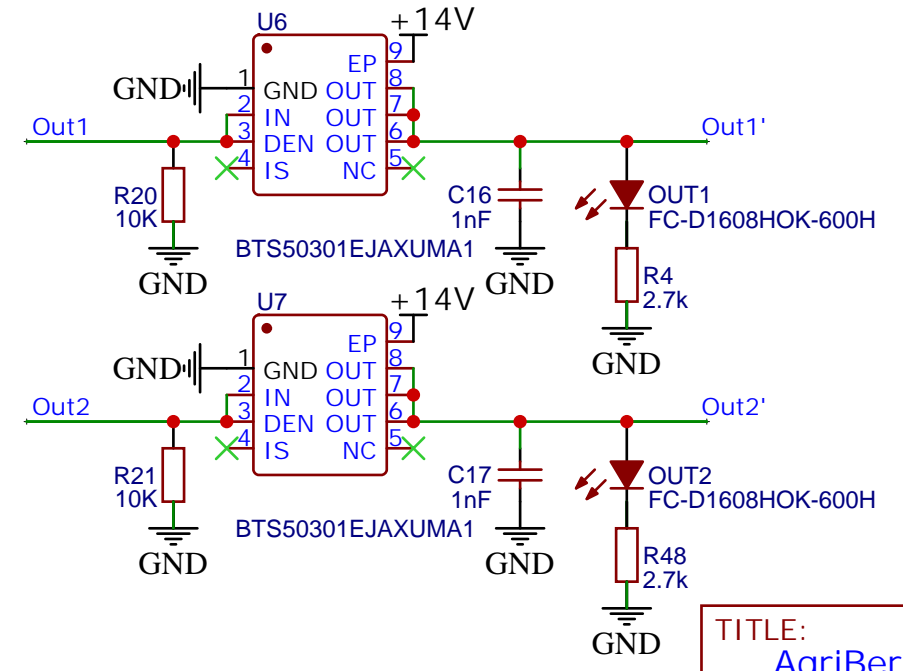 U6
+14V
9
EP
GND
1
GND
OUT
8
2
IN
OUT
7
Out1
3
DEN
OUT
6
Out1'
4
IS
NC
5
R20
10K
C16
1nF
OUT1
FC-D1608HOK-600H
BTS50301EJAXUMA1
GND
GND
R4
2.7k
GND
U7
+14V
9
EP
GND
1
GND
OUT
8
2
IN
OUT
7
Out2
3
DEN
OUT
6
Out2'
4
IS
NC
5
R21
10K
C17
1nF
OUT2
FC-D1608HOK-600H
BTS50301EJAXUMA1
GND
GND
R48
2.7k
GND
TITLE: